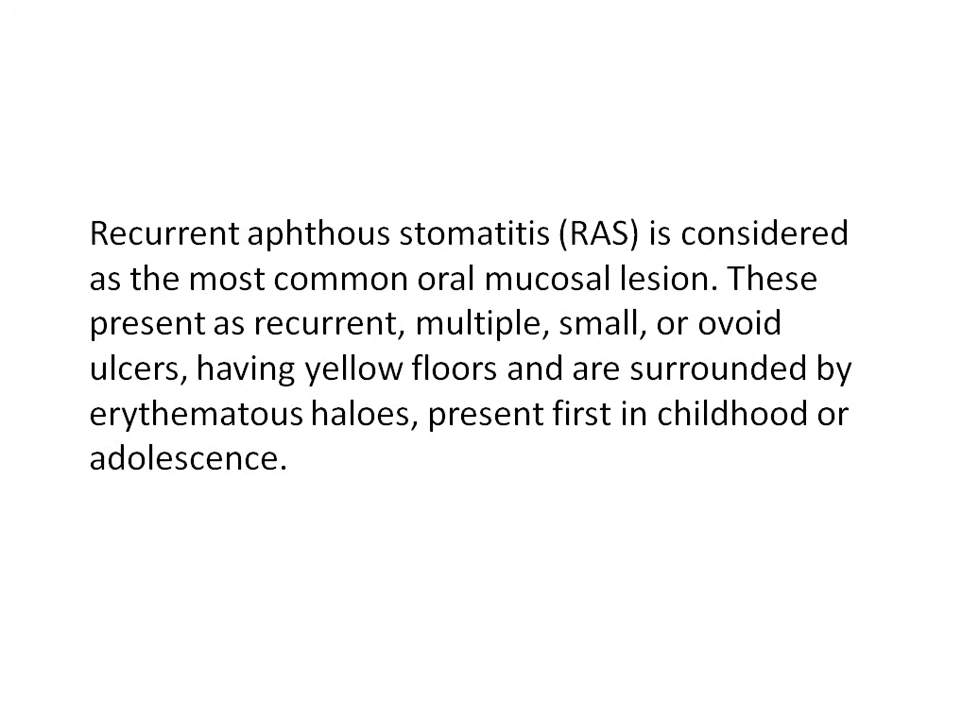 Recurrent aphthous stomatitis (RAS) is considered
as the most common oral mucosal lesion. These
present as recurrent, multiple, small, or ovoid
ulcers, having yellow floors and are surrounded by
erythematous haloes, present first in childhood or
adolescence.